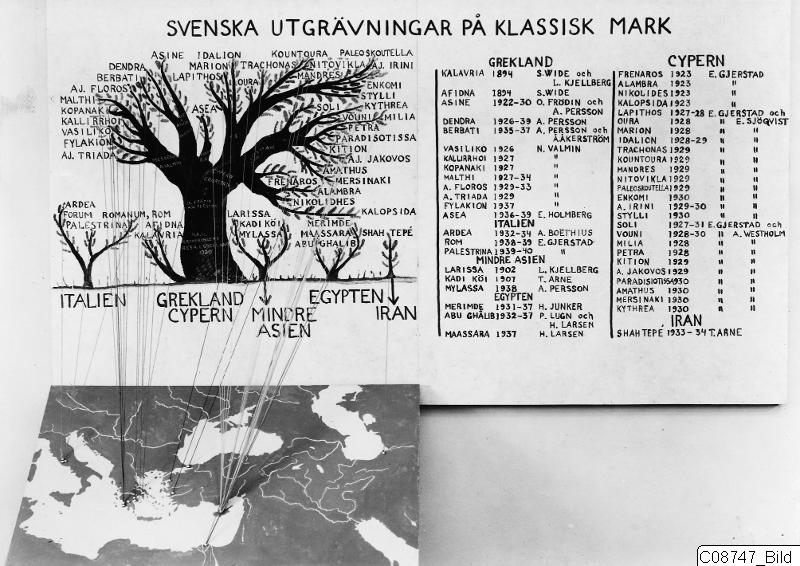 SVENSKA UTGRÄVNINGAR PÅ KLASSISK MARK
ASINE IDALION KOUNTOURA PALEOSKOUTELLA
DENDRA MARION TRACHONAS NITOVIKLA A.IRINI
BERBATI LAPITHOS OURA MANDRES ENKOMI
AJ. FLOROS STYLLI
MALTHI ASEA SOLI KYTHREA
KOPANAKI VOUNI MILIA
KALLIRRHOI PETRA
VASILIKO PARADISOTISSA
FYLAKION KITION
AJ. TRIADA AJ. JAKOVOS
AMATHUS
FRENAROS MERSINAKI
ALAMBRA
NIKOLIDHES
KALOPSIDA
ARDEA LARISSA MERIMDE
FORUM ROMANUM, ROM KADI KÖI MAASSARA SHAH TEPÉ
PALESTRINA AFIDNA MYLASSA ABU GHALIB
KALAVRIA
ITALIEN GREKLAND CYPERN MINDRE ASIEN EGYPTEN IRAN
GREKLAND
KALAVRIA 1894 S.WIDE och
L. KJELLBERG
AFIDNA 1894 S.WIDE
ASINE 1922-30 O. FRÖDIN och
A. PERSSON
DENDRA 1926-39 A. PERSSON
BERBATI 1935-37 A. PERSSON och
ÅKERSTRÖM
VASILIKO 1926 N. VALMIN
KALLIRRHOI 1927 "
KOPANAKI 1927 "
MALTHI 1927-34 "
A. FLOROS 1929-33 "
A. TRIADA 1929 "
FYLAKION 1937 "
ASEA 1936-39 E. HOLMBERG
ITALIEN
ARDEA 1932-34 A. BOETHIUS
ROM 1938-39 E. GJERSTAD
PALESTRINA 1939-40 "
MINDRE ASIEN
LARISSA 1902 L. KJELLBERG
KADI KÖI 1907 T. ARNE
MYLASSA 1938 A. PERSSON
EGYPTEN
MERIMDE 1931-37 H. JUNKER
ABU GHÂLIB 1932-37 P. LUGN och
H. LARSEN
MAASSARA 1937 H. LARSEN
CYPERN
FRENAROS 1923 E. GJERSTAD
ALAMBRA 1923 "
NIKOLIDES 1923 "
KALOPSIDA 1923 "
LAPITHOS 1927-28 E. GJERSTAD och
OURA 1928 " E. SJÖQVIST
MARION 1928 " "
IDALION 1928-29 " "
TRACHONAS 1929 " "
KOUNTOURA 1929 " "
MANDRES 1929 " "
NITOVIKLA 1929 " "
PALEOSKUTELLA 1929 " "
ENKOMI 1930 " "
A. IRINI 1929-30 " "
STYLLI 1930 " "
SOLI 1927-31 E. GJERSTAD och
VOUNI 1928-30 " A. WESTHOLM
MILIA 1928 " "
PETRA 1928 " "
KITION 1929 " "
A. JAKOVOS 1929 " "
PARADISIOTISSA 1930 " "
AMATHUS 1930 " "
MERSINAKI 1930 " "
KYTHREA 1930 " "
IRAN
SHAH TEPÉ 1933-34 T. ARNE
C08747_Bild